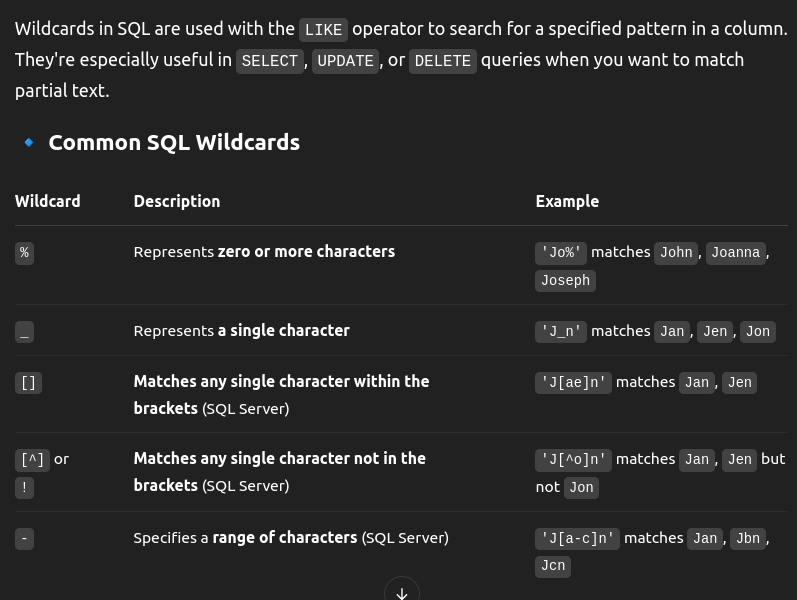 Wildcards in SQL are used with the LIKE operator to search for a specified pattern in a column.
They're especially useful in SELECT, UPDATE, or DELETE queries when you want to match
partial text.
🔹 Common SQL Wildcards
Wildcard Description Example
% Represents zero or more characters 'Jo%' matches John, Joanna,
Joseph
_ Represents a single character 'J_n' matches Jan, Jen, Jon
[] Matches any single character within the 'J[ae]n' matches Jan, Jen
brackets (SQL Server)
[^] or Matches any single character not in the 'J[^o]n' matches Jan, Jen but
! brackets (SQL Server) not Jon
- Specifies a range of characters (SQL Server) 'J[a-c]n' matches Jan, Jbn,
Jcn